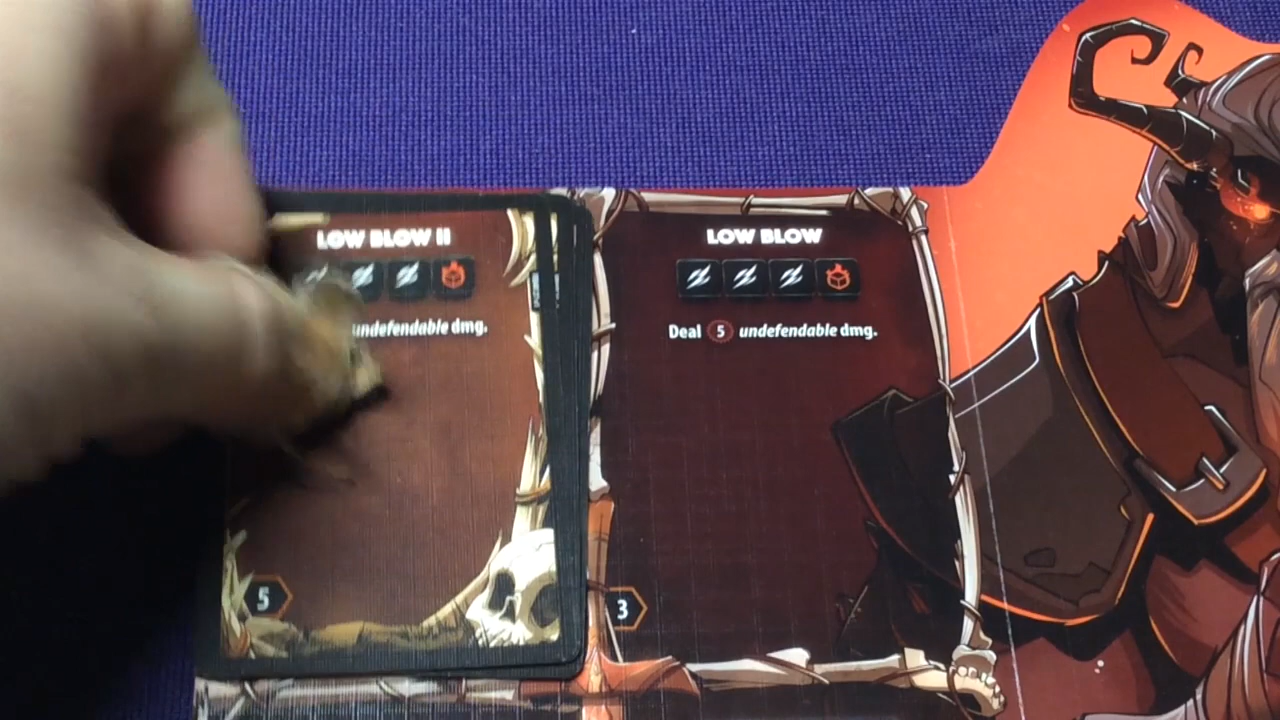 LOW BLOW II
undefendable dmg.
5
LOW BLOW
Deal 5 undefendable dmg.
3